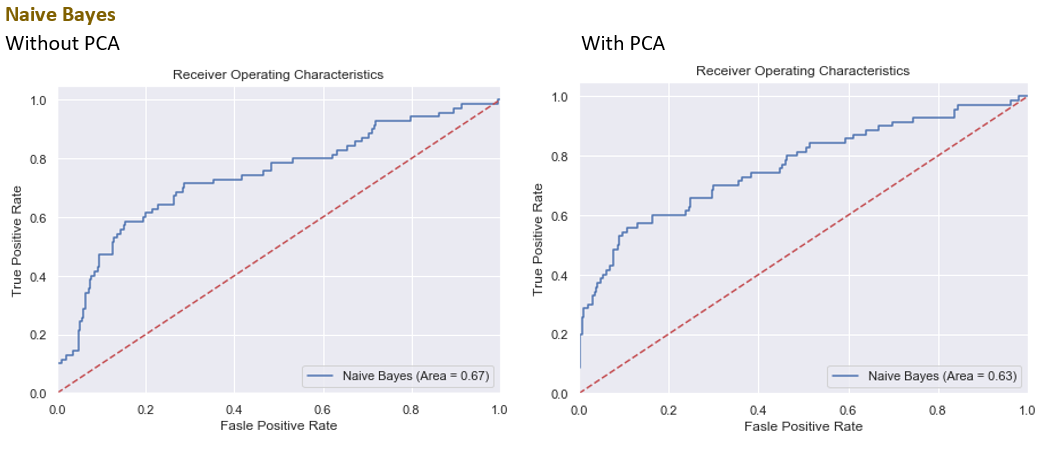 Naive Bayes
Without PCA
With PCA
Receiver Operating Characteristics
1.0
0.8
0.6
0.4
0.2
0.0
True Positive Rate
0.0 0.2 0.4 0.6 0.8 1.0
Fasle Positive Rate
Naive Bayes (Area = 0.67)
Receiver Operating Characteristics
1.0
0.8
0.6
0.4
0.2
0.0
True Positive Rate
0.0 0.2 0.4 0.6 0.8 1.0
Fasle Positive Rate
Naive Bayes (Area = 0.63)